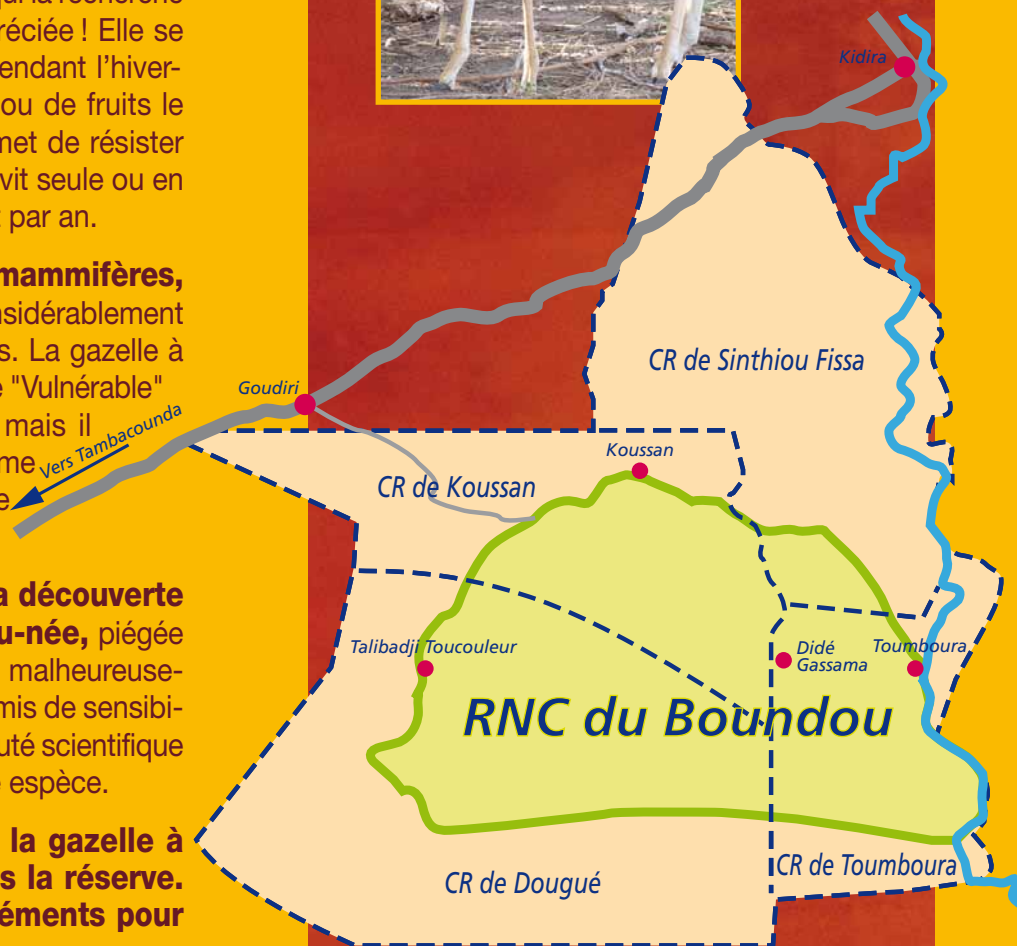 réciée ! Elle se
endant l'hiver-
ou de fruits le
met de résister
vit seule ou en
par an.
mammifères,
nsidérablement
s. La gazelle à
"Vulnérable"
mais il
me
e
a découverte
u-née, piégée
malheureuse-
mis de sensibi-
uté scientifique
espèce.
la gazelle à
s la réserve.
éments pour
Kidira
CR de Sinthiou Fissa
Goudiri
Vers Tambacounda
Koussan
CR de Koussan
Talibadji Toucouleur
Didé
Gassama
Toumboura
RNC du Boundou
CR de Dougué
CR de Toumboura